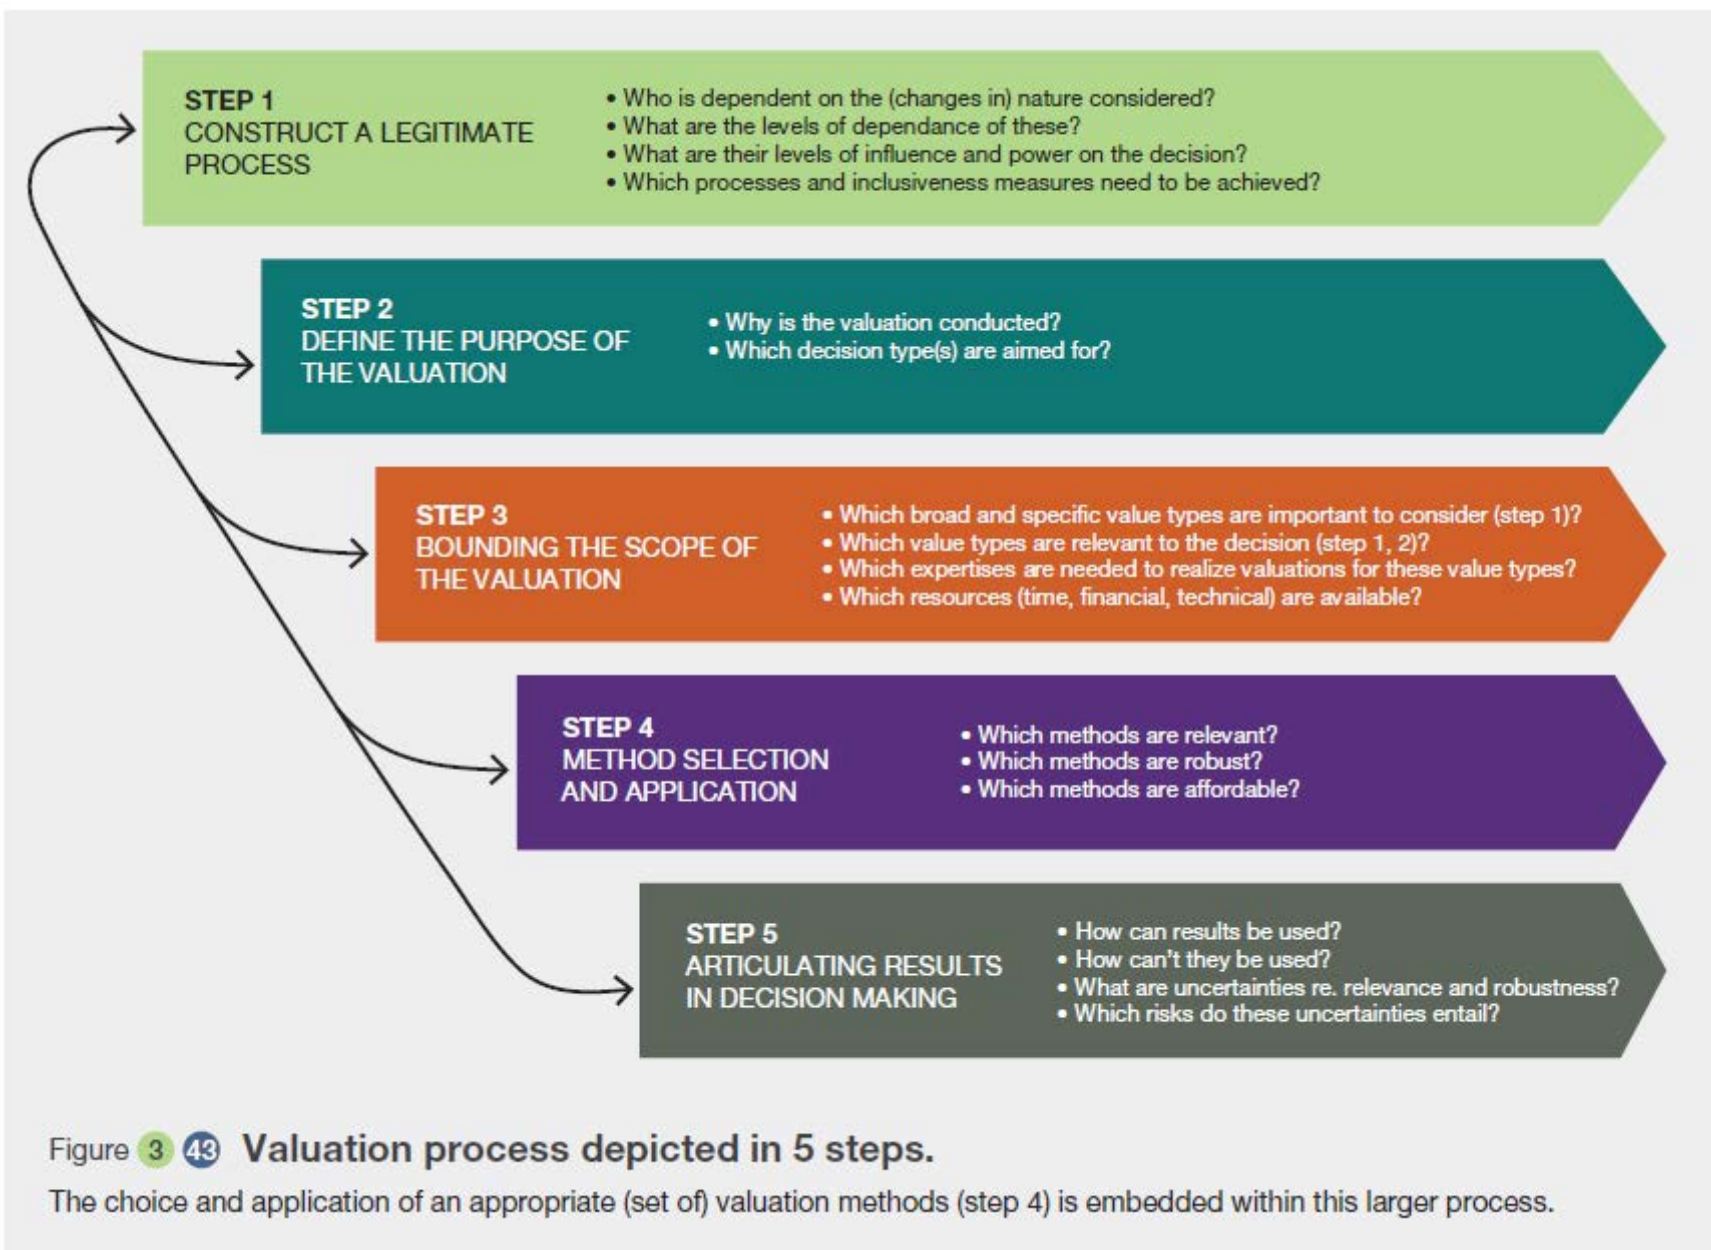 STEP 1
CONSTRUCT A LEGITIMATE
PROCESS
• Who is dependent on the (changes in) nature considered?
• What are the levels of dependance of these?
• What are their levels of influence and power on the decision?
• Which processes and inclusiveness measures need to be achieved?
STEP 2
DEFINE THE PURPOSE OF
THE VALUATION
• Why is the valuation conducted?
• Which decision type(s) are aimed for?
STEP 3
BOUNDING THE SCOPE OF
THE VALUATION
• Which broad and specific value types are important to consider (step 1)?
• Which value types are relevant to the decision (step 1, 2)?
• Which expertises are needed to realize valuations for these value types?
• Which resources (time, financial, technical) are available?
STEP 4
METHOD SELECTION
AND APPLICATION
• Which methods are relevant?
• Which methods are robust?
• Which methods are affordable?
STEP 5
ARTICULATING RESULTS
IN DECISION MAKING
• How can results be used?
• How can't they be used?
• What are uncertainties re. relevance and robustness?
• Which risks do these uncertainties entail?
Figure 3 43 Valuation process depicted in 5 steps.
The choice and application of an appropriate (set of) valuation methods (step 4) is embedded within this larger process.